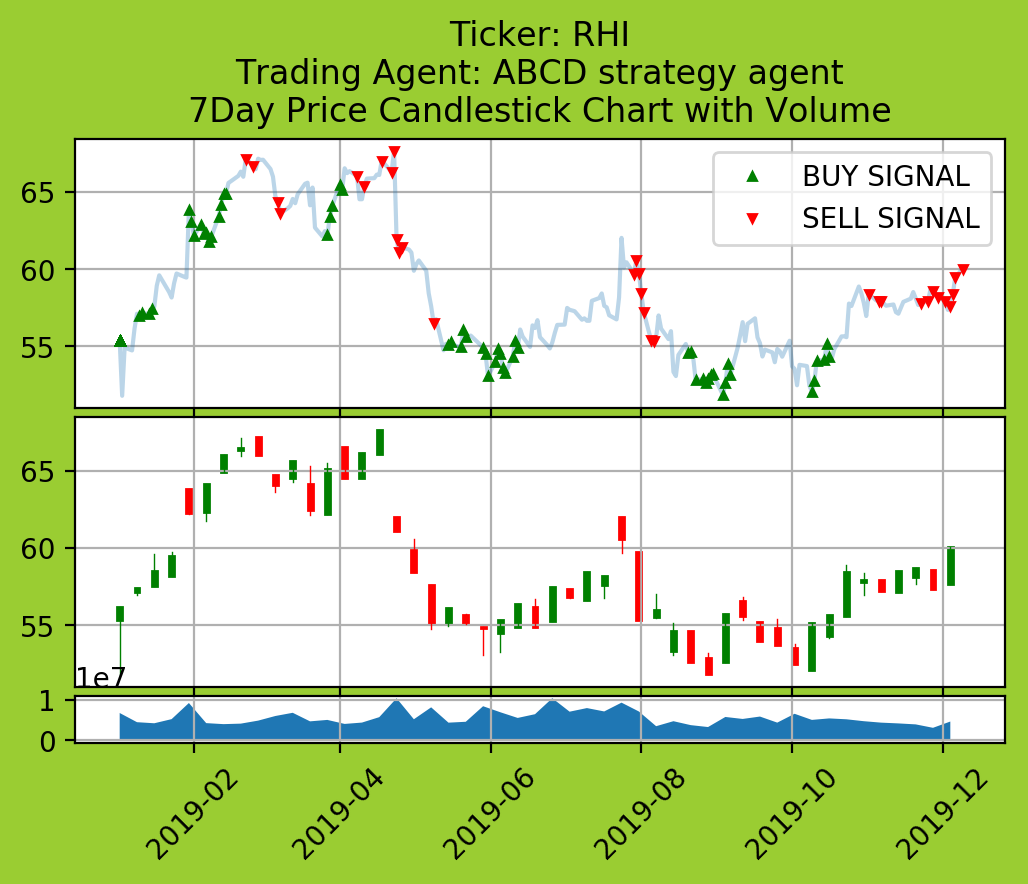 Ticker: RHI
Trading Agent: ABCD strategy agent
7Day Price Candlestick Chart with Volume
BUY SIGNAL
SELL SIGNAL
65
60
55
65
60
55
1e7
1
0
2019-02
2019-04
2019-06
2019-08
2019-10
2019-12